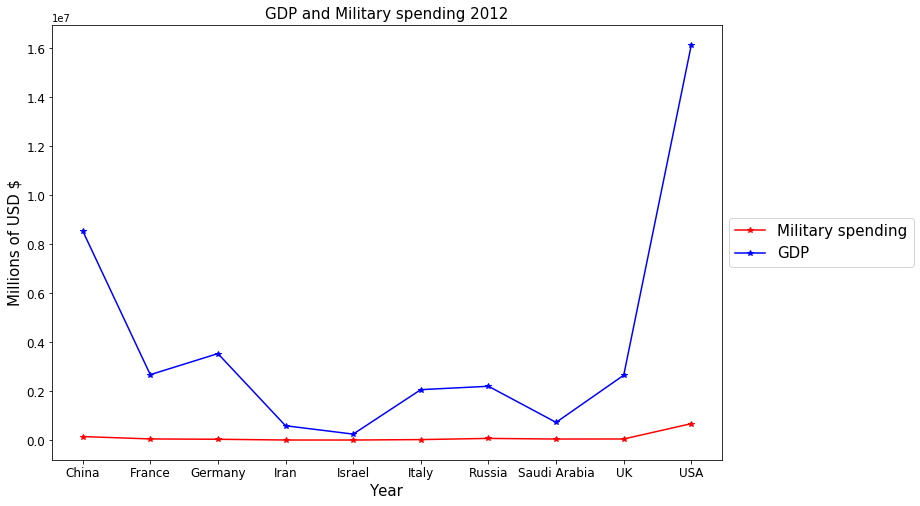 GDP and Military spending 2012
1e7
1.6
1.4
1.2
1.0
0.8
0.6
0.4
0.2
0.0
Millions of USD $
China France Germany Iran Israel Italy Russia Saudi Arabia UK USA
Year
Military spending
GDP